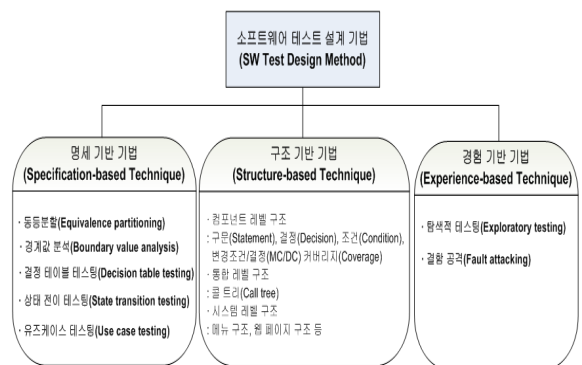 소프트웨어 테스트 설계 기법
(SW Test Design Method)
명세 기반 기법
(Specification-based Technique)
· 동등분할(Equivalence partitioning)
· 경계값 분석(Boundary value analysis)
· 결정 테이블 테스팅(Decision table testing)
· 상태 전이 테스팅(State transition testing)
· 유즈케이스 테스팅(Use case testing)
구조 기반 기법
(Structure-based Technique)
· 컴포넌트 레벨 구조
: 구문(Statement), 결정(Decision), 조건(Condition),
변경조건/결정(MC/DC) 커버리지(Coverage)
· 통합 레벨 구조
: 콜 트리(Call tree)
· 시스템 레벨 구조
: 메뉴 구조, 웹 페이지 구조 등
경험 기반 기법
(Experience-based Technique)
· 탐색적 테스팅(Exploratory testing)
· 결함 공격(Fault attacking)